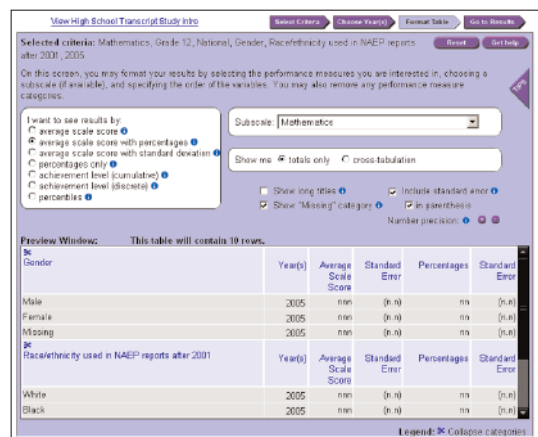 View High School Transcript Study Intro
Select Criteria Choose Year(s) Format Table Go to Results
Selected criteria: Mathematics, Grade 12, National, Gender, Race/ethnicity used in NAEP reports
after 2001, 2005
Reset Get help
On this screen, you may format your results by selecting the performance measures you are interested in, choosing a
subscale (if available), and specifying the order of the variables. You may also remove any performance measure
categories.
TIPS
I want to see results by:
average scale score
average scale score with percentages
average scale score with standard deviation
percentages only
achievement level (cumulative)
achievement level (discrete)
percentiles
Subscale: Mathematics
Show me totals only cross-tabulation
Show long titles Include standard error
Show "Missing" category in parenthesis
Number precision:
Preview Window: This table will contain 10 rows.
Gender Year(s) Average Scale Score Standard Error Percentages Standard Error
Male 2005 nnn (n.n) nn (n.n)
Female 2005 nnn (n.n) nn (n.n)
Missing 2005 nnn (n.n) nn (n.n)
Race/ethnicity used in NAEP reports after 2001 Year(s) Average Scale Score Standard Error Percentages Standard Error
White 2005 nnn (n.n) nn (n.n)
Black 2005 nnn (n.n) nn (n.n)
Legend: Collapse categories